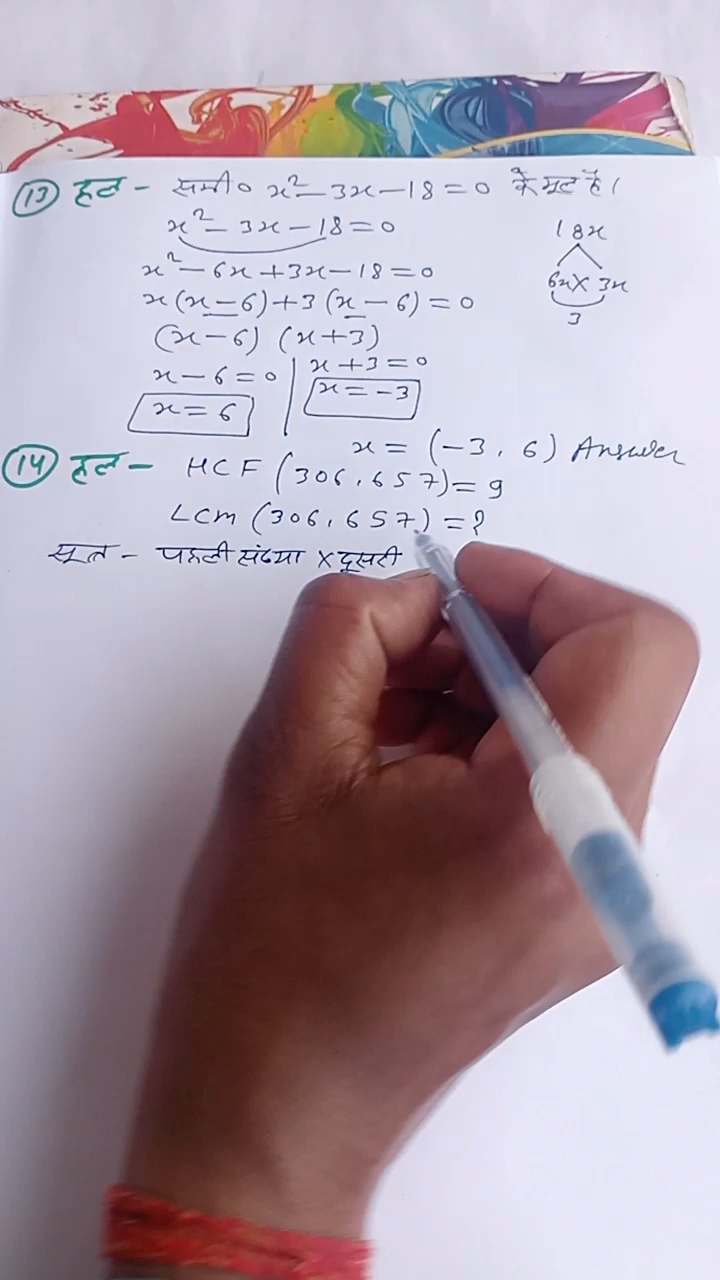 (13) हल - समी० x² - 3x - 18 = 0 के मूल है।
x² - 3x - 18 = 0
18x
x² - 6x + 3x - 18 = 0
6x × 3x
x (x - 6) + 3 (x - 6) = 0
3
(x - 6) (x + 3)
x - 6 = 0 | x + 3 = 0
x = 6 | x = -3
x = (-3, 6) Answer
(14) हल - HCF (306, 657) = 9
LCM (306, 657) = ?
सूत्र - पहली संख्या × दूसरी